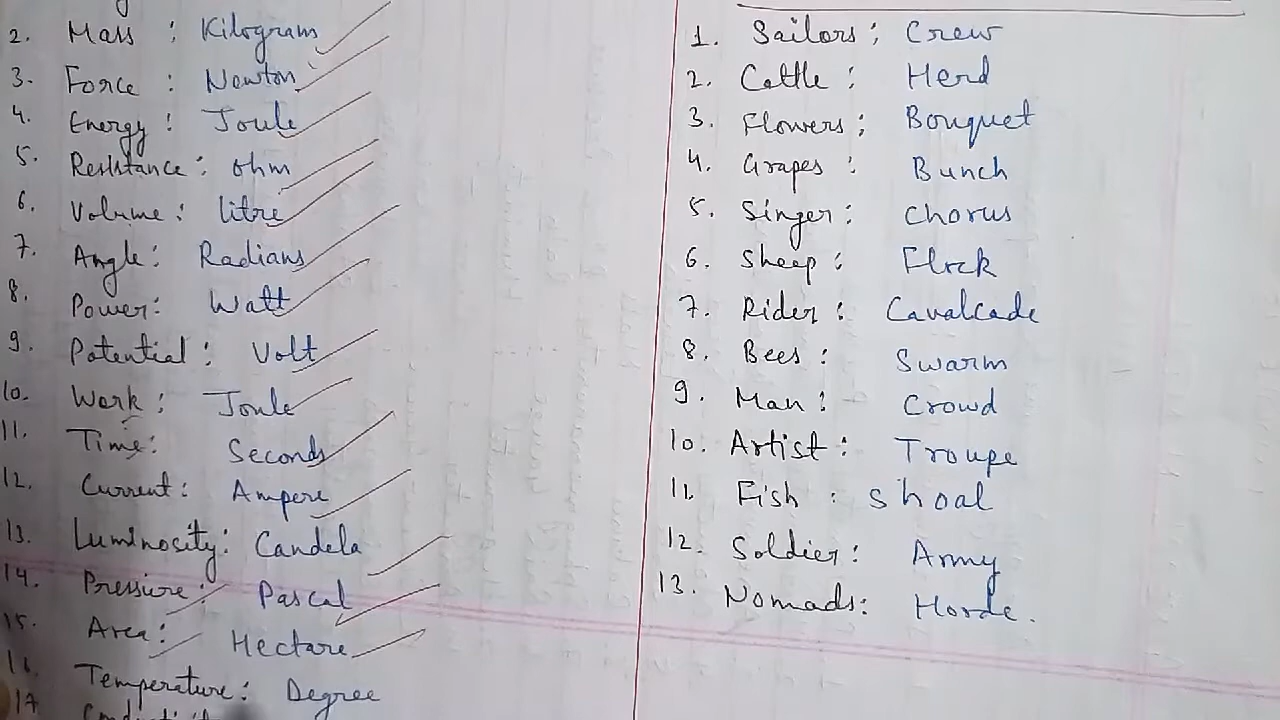 2. Mass : Kilogram
3. Force : Newton
4. Energy : Joule
5. Resistance : ohm
6. Volume : litre
7. Angle : Radians
8. Power : Watt
9. Potential : Volt
10. Work : Joule
11. Time : Seconds
12. Current : Ampere
13. Luminosity : Candela
14. Pressure : Pascal
15. Area : Hectare
16. Temperature : Degree
17
1. Sailors : Crew
2. Cattle : Herd
3. Flowers : Bouquet
4. Grapes : Bunch
5. Singer : Chorus
6. Sheep : Flock
7. Rider : Cavalcade
8. Bees : Swarm
9. Man : Crowd
10. Artist : Troupe
11. Fish : Shoal
12. Soldier : Army
13. Nomads : Horde.